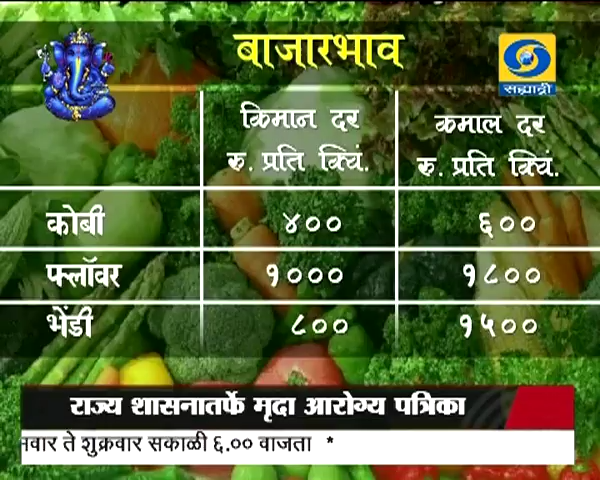 बाजारभाव
सह्याद्री
किमान दर
रु. प्रति क्विं.
कमाल दर
रु. प्रति क्विं.
कोबी ४०० ६००
फ्लॉवर १००० १८००
भेंडी ८०० १५००
राज्य शासनातर्फे मृदा आरोग्य पत्रिका
ते शुक्रवार सकाळी ६.०० वाजता *